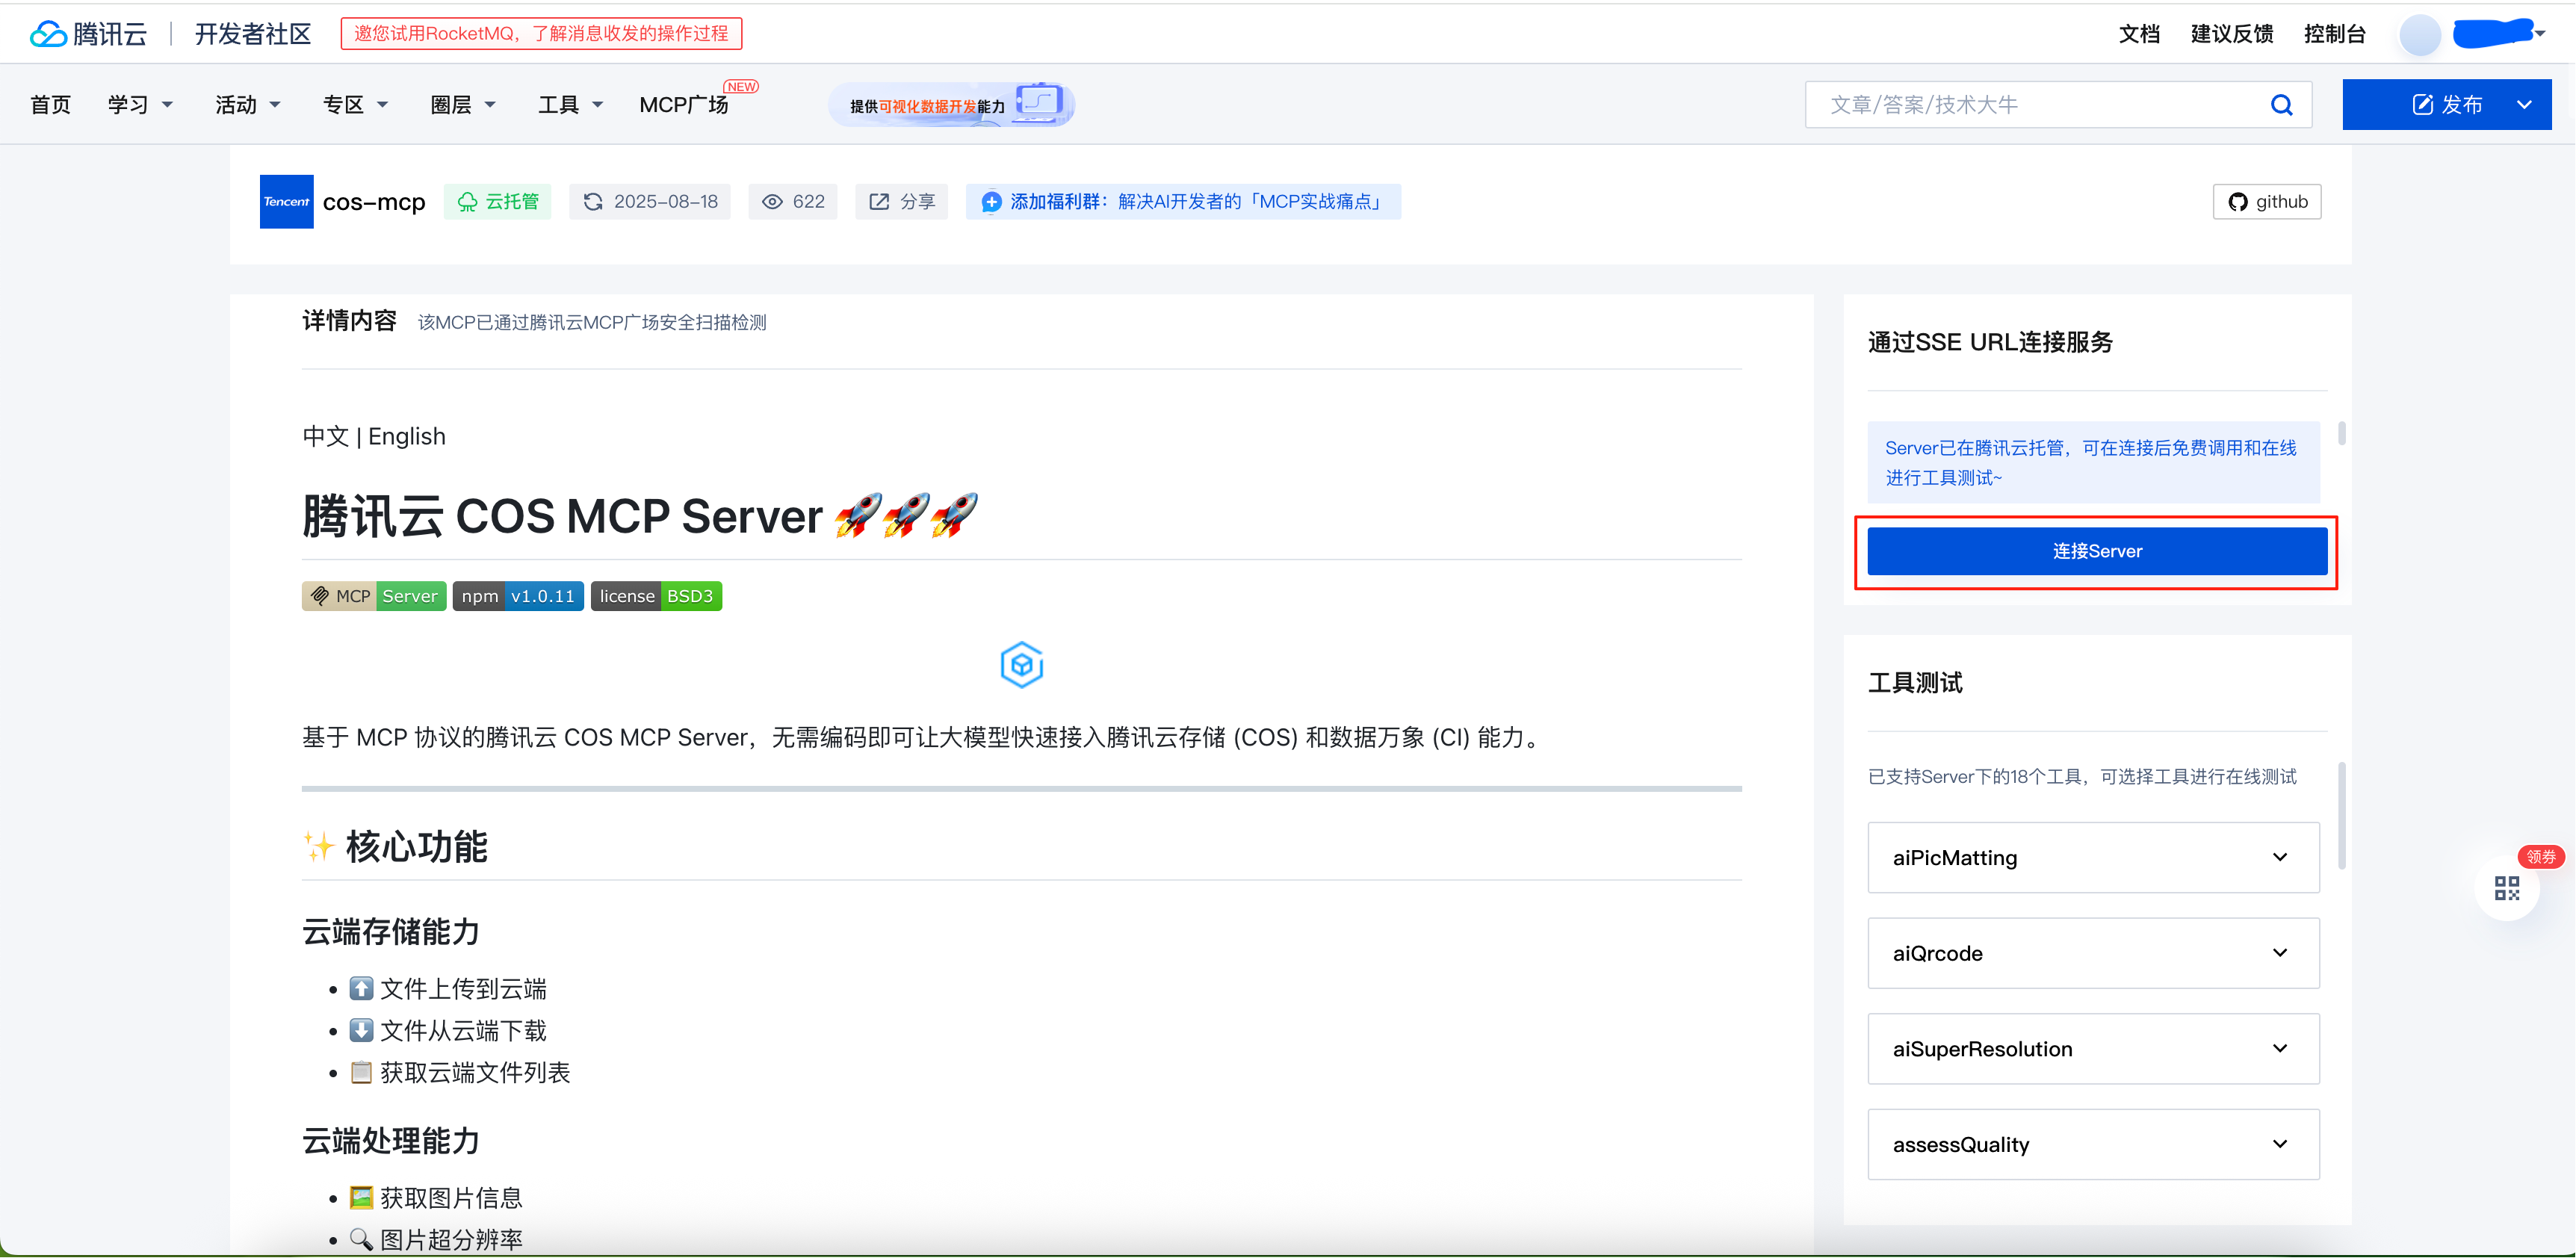 腾讯云 | 开发者社区 邀您试用RocketMQ，了解消息收发的操作过程 文档 建议反馈 控制台
首页 学习 活动 专区 圈层 工具 MCP广场 NEW 提供可视化数据开发能力 文章/答案/技术大牛 发布
Tencent cos-mcp 云托管 2025-08-18 622 分享 添加福利群：解决AI开发者的「MCP实战痛点」 github
详情内容 该MCP已通过腾讯云MCP广场安全扫描检测
中文 | English
腾讯云 COS MCP Server 🚀🚀🚀
MCP Server npm v1.0.11 license BSD3
基于 MCP 协议的腾讯云 COS MCP Server，无需编码即可让大模型快速接入腾讯云存储 (COS) 和数据万象 (CI) 能力。
✨ 核心功能
云端存储能力
• ⬆️ 文件上传到云端
• ⬇️ 文件从云端下载
• 📋 获取云端文件列表
云端处理能力
• 🖼️ 获取图片信息
• 🔍 图片超分辨率
通过SSE URL连接服务
Server已在腾讯云托管，可在连接后免费调用和在线
进行工具测试~
连接Server
工具测试
已支持Server下的18个工具，可选择工具进行在线测试
aiPicMatting
aiQrcode
aiSuperResolution
assessQuality
领券